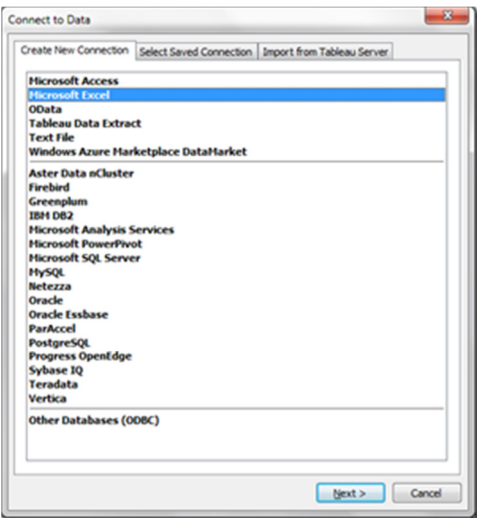 Connect to Data
Create New Connection Select Saved Connection Import from Tableau Server
Microsoft Access
Microsoft Excel
OData
Tableau Data Extract
Text File
Windows Azure Marketplace DataMarket
Aster Data nCluster
Firebird
Greenplum
IBM DB2
Microsoft Analysis Services
Microsoft PowerPivot
Microsoft SQL Server
MySQL
Netezza
Oracle
Oracle Essbase
ParAccel
PostgreSQL
Progress OpenEdge
Sybase IQ
Teradata
Vertica
Other Databases (ODBC)
Next > Cancel